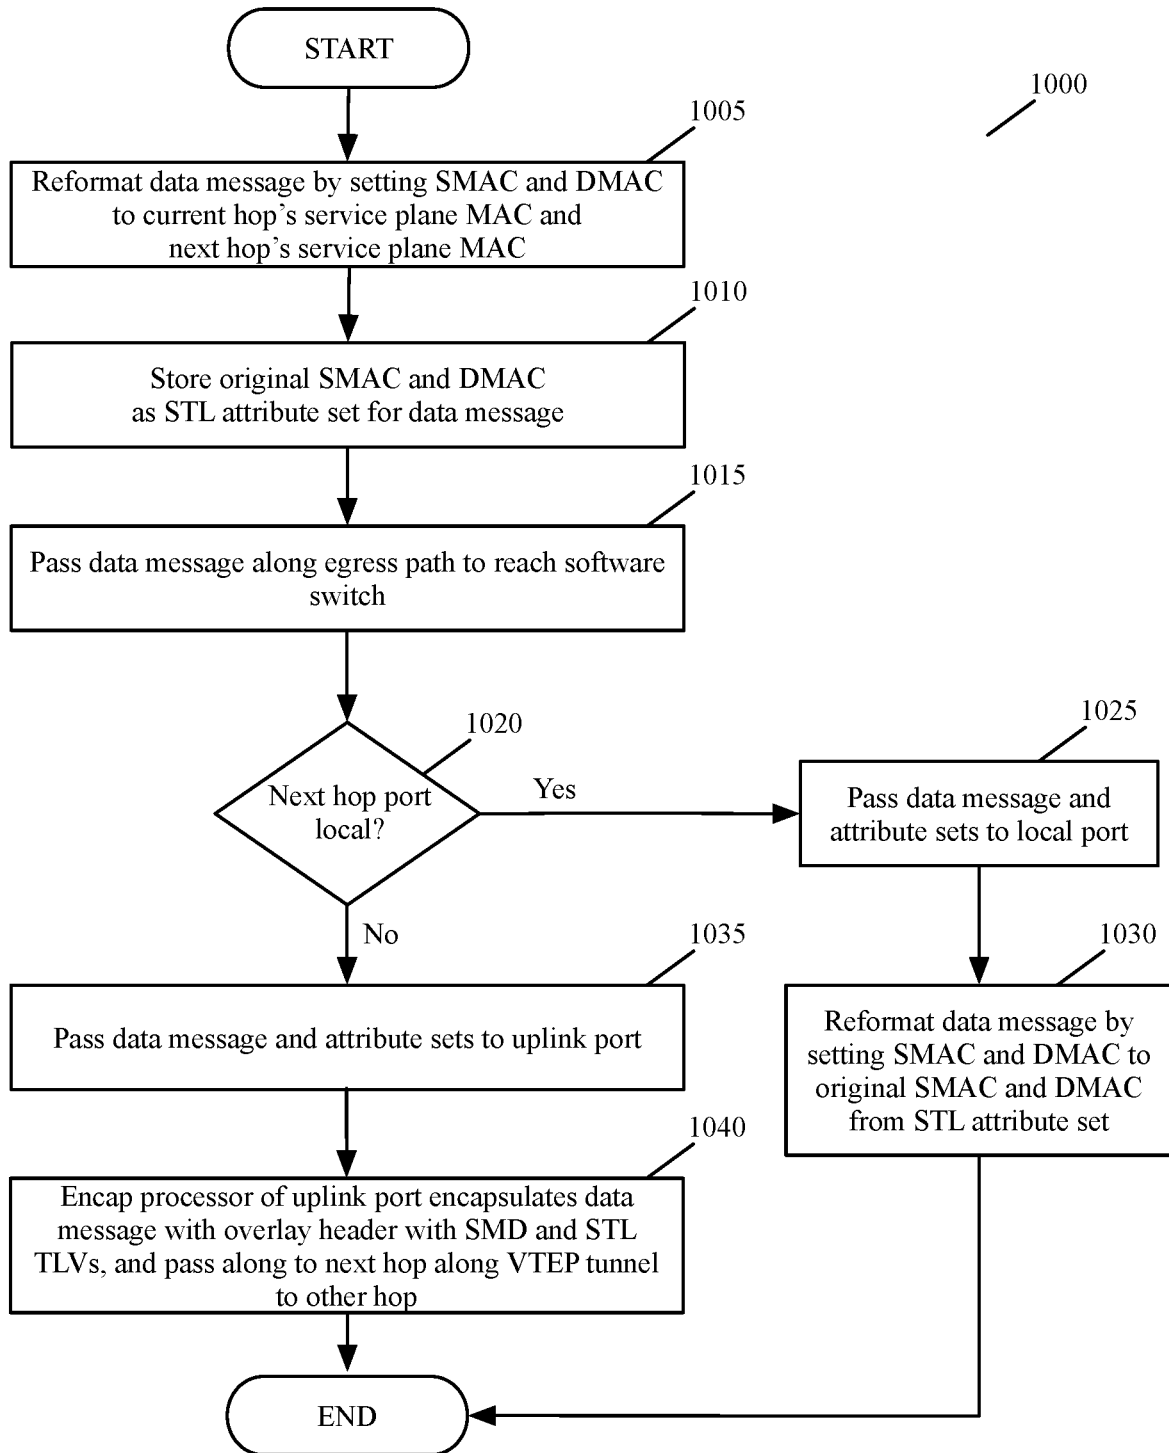 START
1000
1005
Reformat data message by setting SMAC and DMAC
to current hop's service plane MAC and
next hop's service plane MAC
1010
Store original SMAC and DMAC
as STL attribute set for data message
1015
Pass data message along egress path to reach software
switch
1020
Next hop port
local?
Yes
1025
Pass data message and
attribute sets to local port
No
1035
Pass data message and attribute sets to uplink port
1030
Reformat data message by
setting SMAC and DMAC to
original SMAC and DMAC
from STL attribute set
1040
Encap processor of uplink port encapsulates data
message with overlay header with SMD and STL
TLVs, and pass along to next hop along VTEP tunnel
to other hop
END